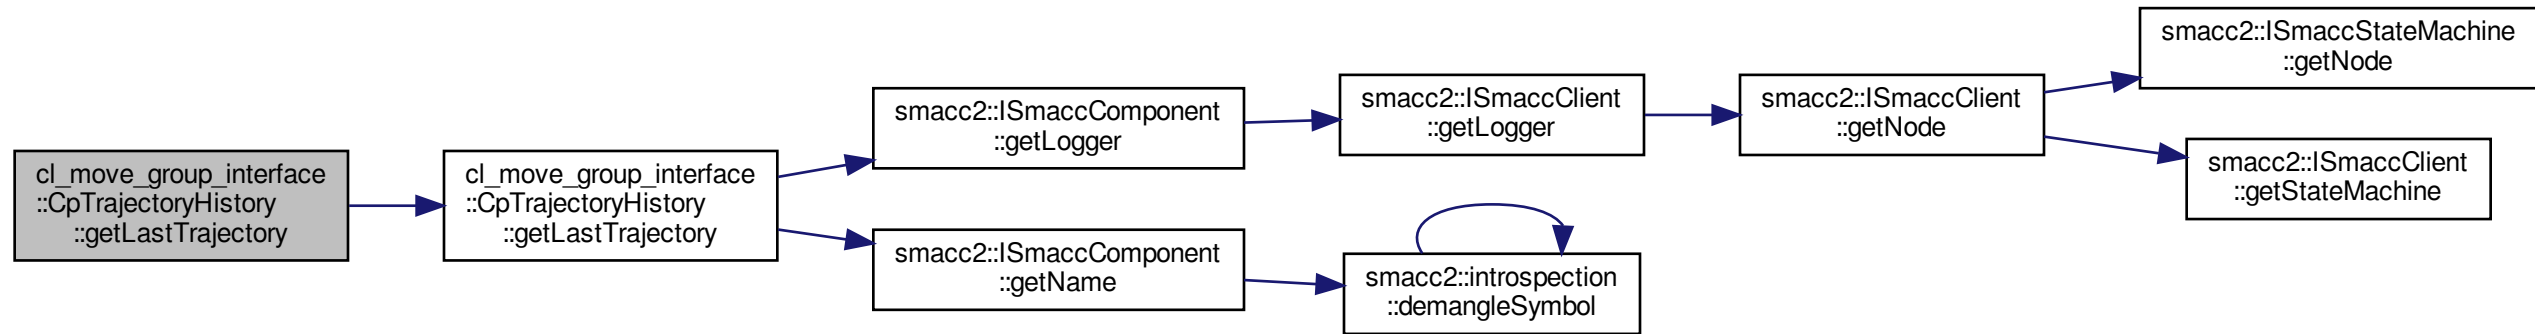 cl_move_group_interface
::CpTrajectoryHistory
::getLastTrajectory
cl_move_group_interface
::CpTrajectoryHistory
::getLastTrajectory
smacc2::ISmaccComponent
::getLogger
smacc2::ISmaccClient
::getLogger
smacc2::ISmaccClient
::getNode
smacc2::ISmaccStateMachine
::getNode
smacc2::ISmaccClient
::getStateMachine
smacc2::ISmaccComponent
::getName
smacc2::introspection
::demangleSymbol